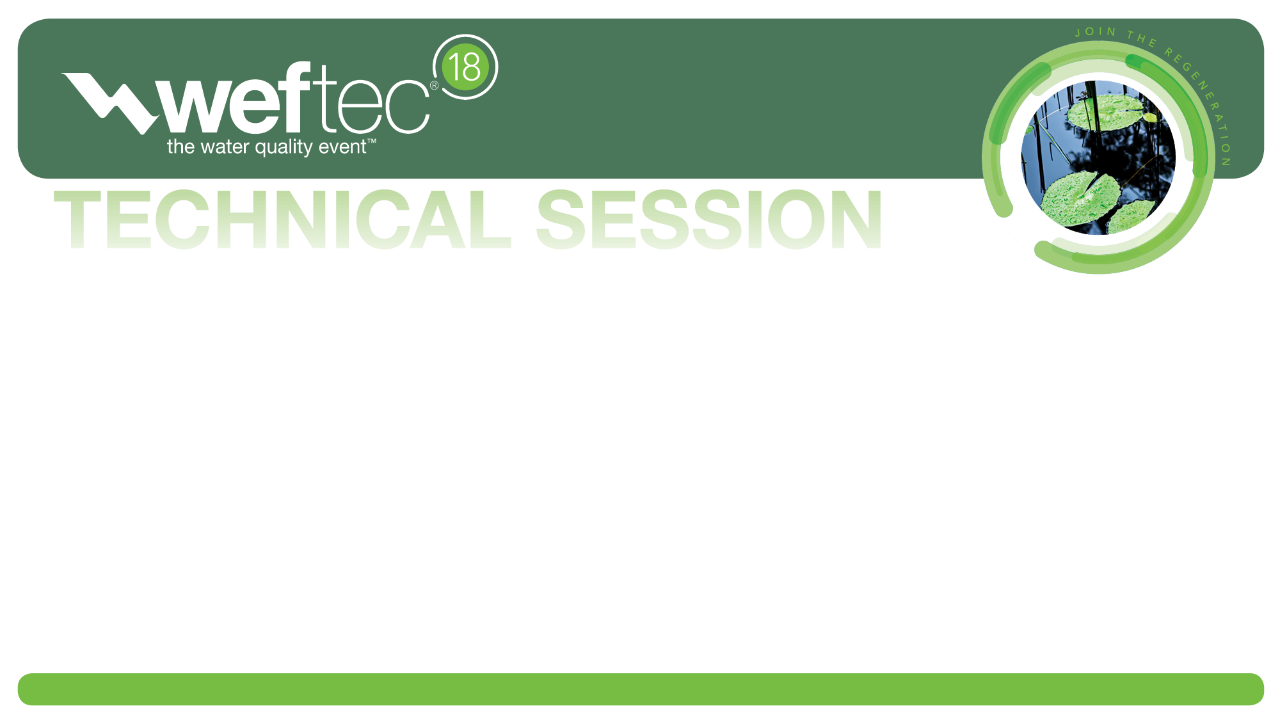 weftec® 18
the water quality event™
JOIN THE REGENERATION
TECHNICAL SESSION